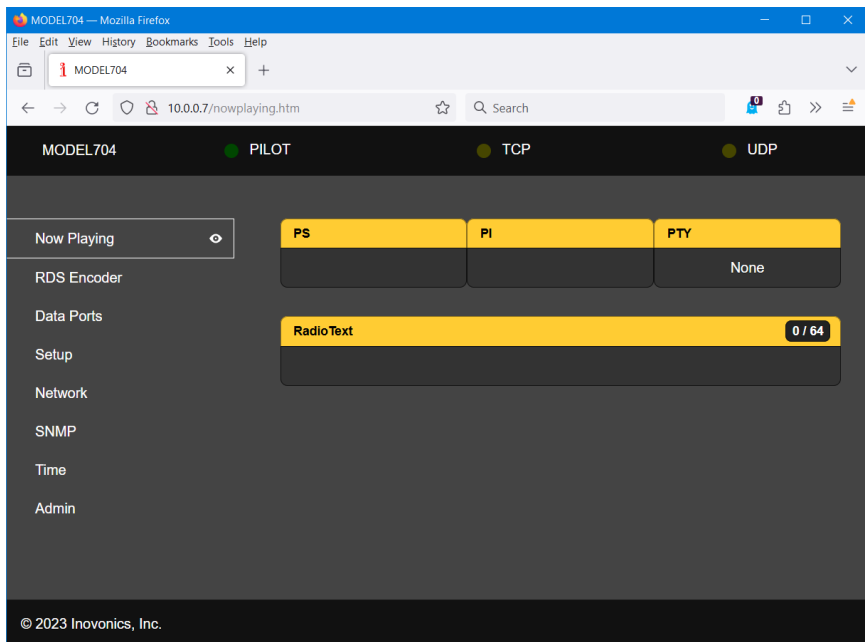 MODEL704 — Mozilla Firefox
File Edit View History Bookmarks Tools Help
MODEL704
10.0.0.7/nowplaying.htm
Search
0
MODEL704 PILOT TCP UDP
Now Playing
RDS Encoder
Data Ports
Setup
Network
SNMP
Time
Admin
PS PI PTY
None
RadioText 0 / 64
© 2023 Inovonics, Inc.